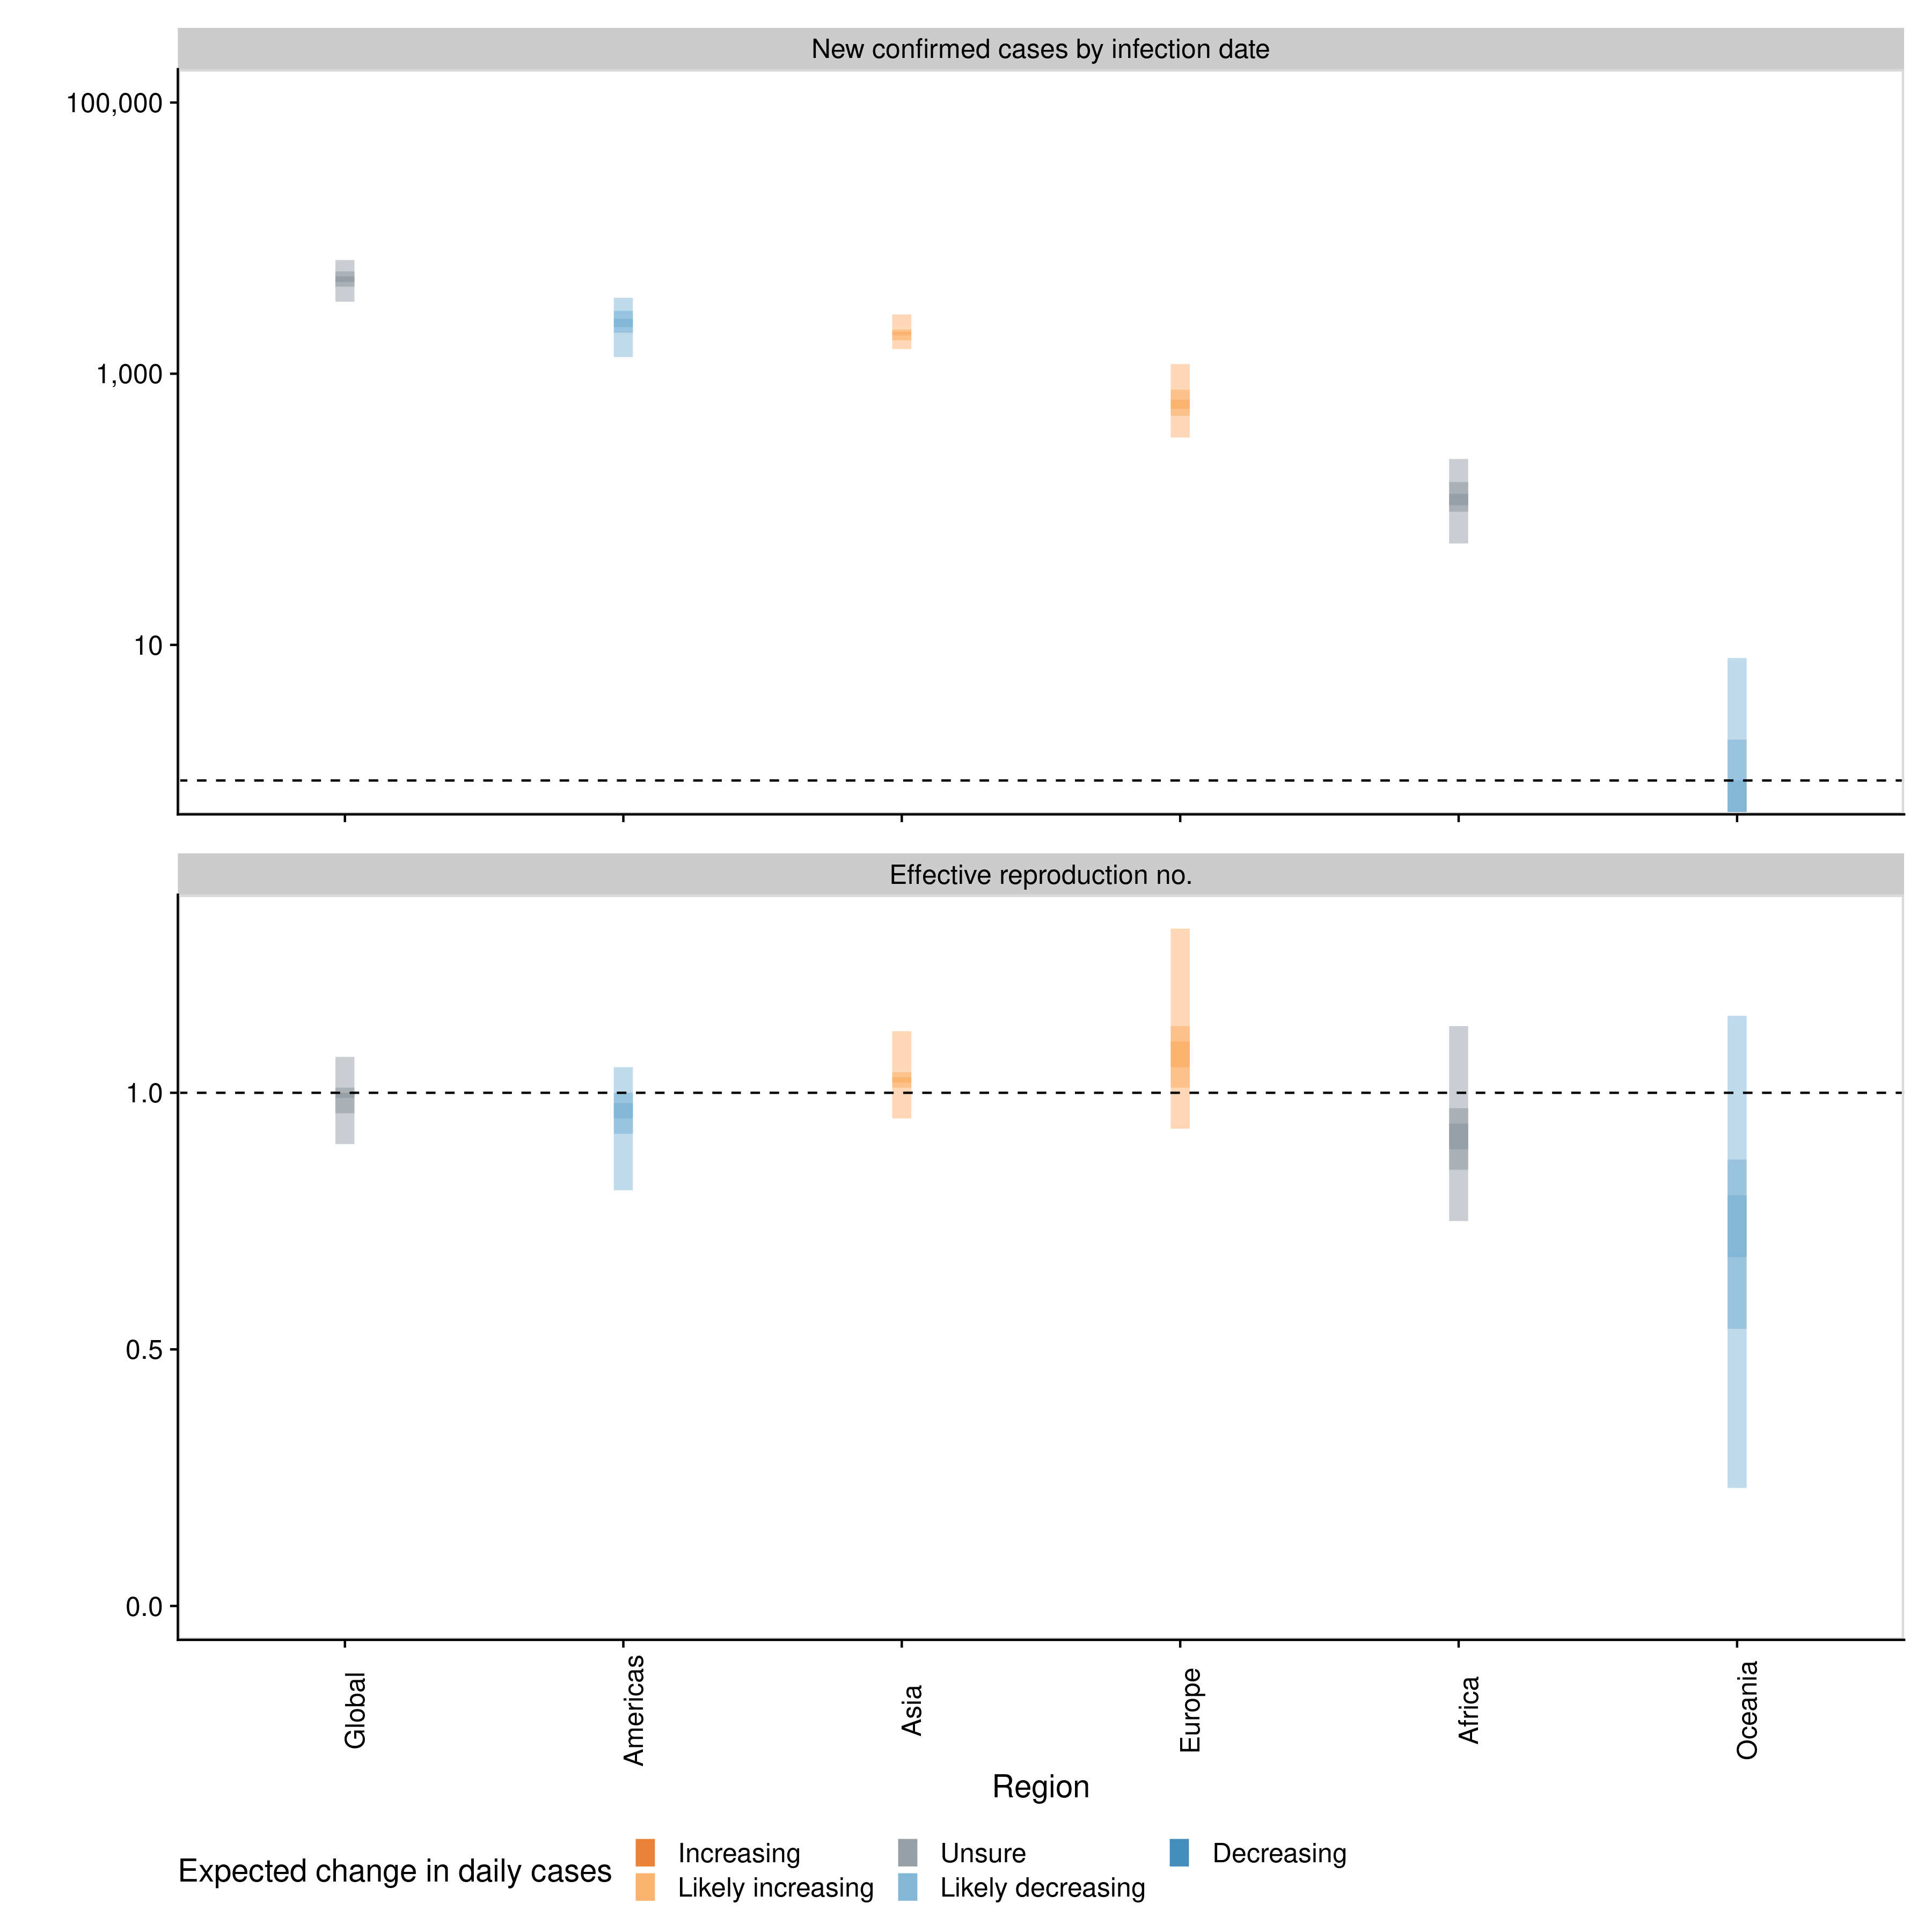 New confirmed cases by infection date
100,000
1,000
10
Effective reproduction no.
1.0
0.5
0.0
Global
Americas
Asia
Europe
Africa
Oceania
Region
Expected change in daily cases
Increasing
Unsure
Decreasing
Likely increasing
Likely decreasing